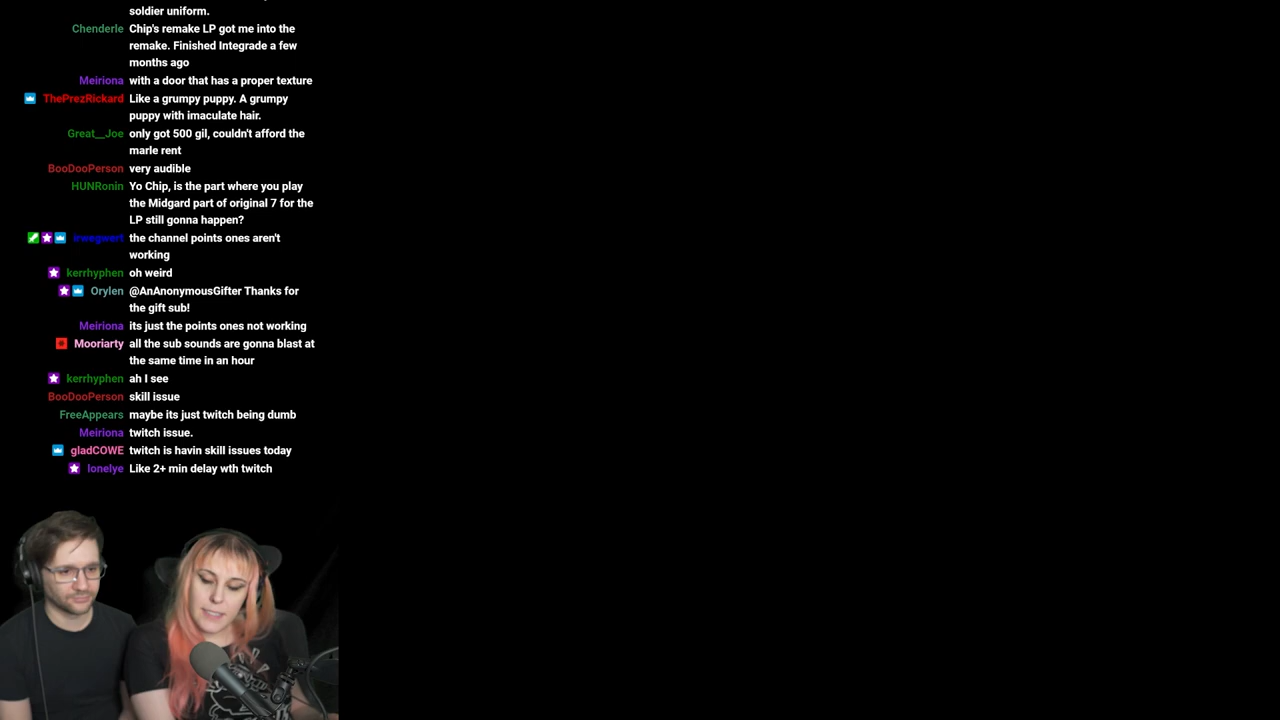 soldier uniform.
Chenderle Chip's remake LP got me into the
remake. Finished Integrade a few
months ago
Meiriona with a door that has a proper texture
ThePrezRickard Like a grumpy puppy. A grumpy
puppy with imaculate hair.
Great__Joe only got 500 gil, couldn't afford the
marle rent
BooDooPerson very audible
HUNRonin Yo Chip, is the part where you play
the Midgard part of original 7 for the
LP still gonna happen?
the channel points ones aren't
working
kerrhyphen oh weird
Orylen @AnAnonymousGifter Thanks for
the gift sub!
Meiriona its just the points ones not working
Mooriarty all the sub sounds are gonna blast at
the same time in an hour
kerrhyphen ah I see
BooDooPerson skill issue
FreeAppears maybe its just twitch being dumb
Meiriona twitch issue.
gladCOWE twitch is havin skill issues today
lonelye Like 2+ min delay wth twitch